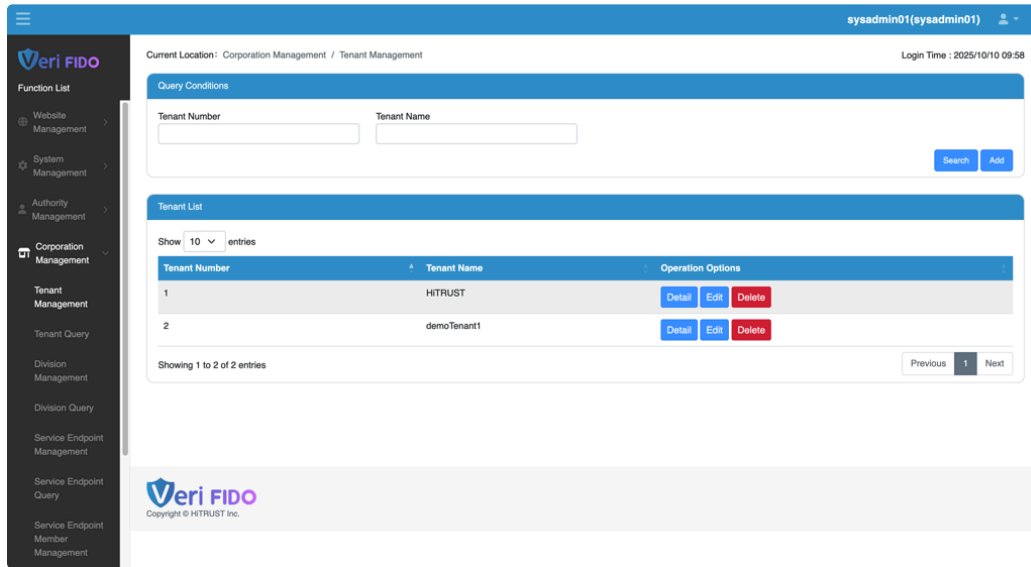 sysadmin01(sysadmin01)
Veri FIDO
Function List
Website
Management
System
Management
Authority
Management
Corporation
Management
Tenant
Management
Tenant Query
Division
Management
Division Query
Service Endpoint
Management
Service Endpoint
Query
Service Endpoint
Member
Management
Current Location: Corporation Management / Tenant Management
Login Time : 2025/10/10 09:58
Query Conditions
Tenant Number Tenant Name
Search Add
Tenant List
Show 10 entries
Tenant Number Tenant Name Operation Options
1 HiTRUST Detail Edit Delete
2 demoTenant1 Detail Edit Delete
Showing 1 to 2 of 2 entries
Previous 1 Next
Veri FIDO
Copyright © HiTRUST Inc.